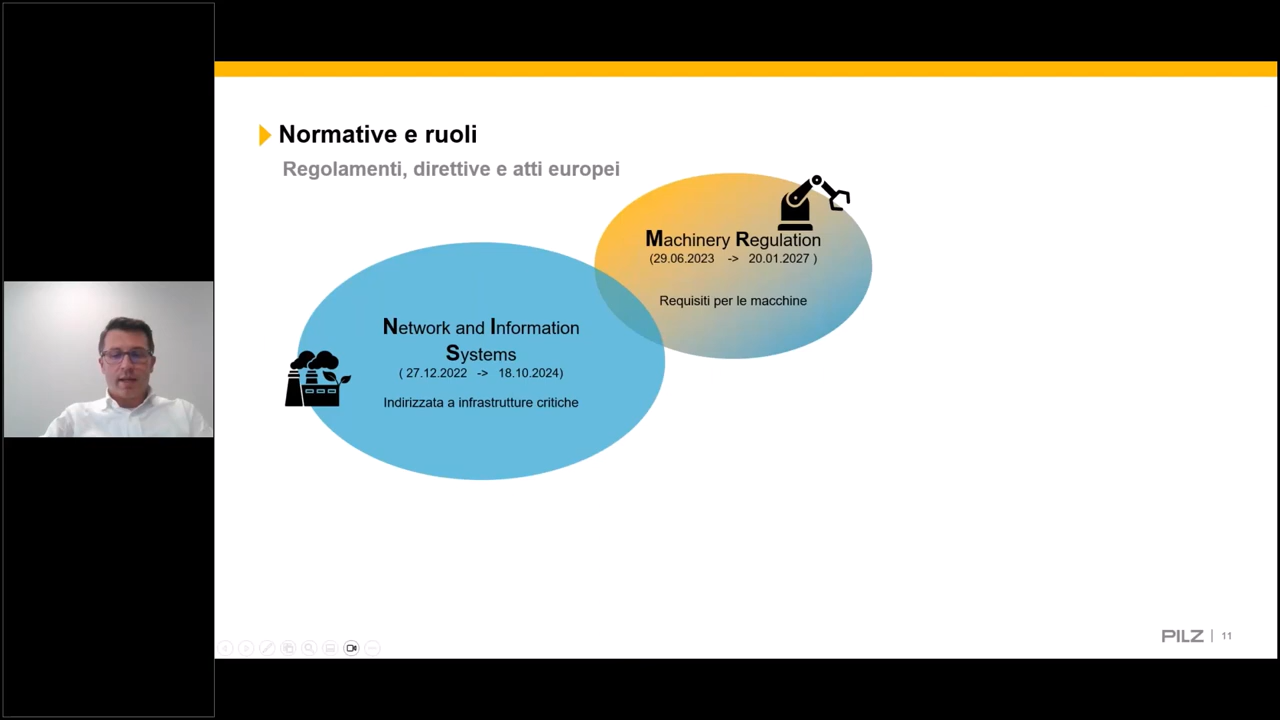 Normative e ruoli
Regolamenti, direttive e atti europei
Machinery Regulation
(29.06.2023 -> 20.01.2027 )
Requisiti per le macchine
Network and Information
Systems
( 27.12.2022 -> 18.10.2024)
Indirizzata a infrastrutture critiche
PILZ | 11